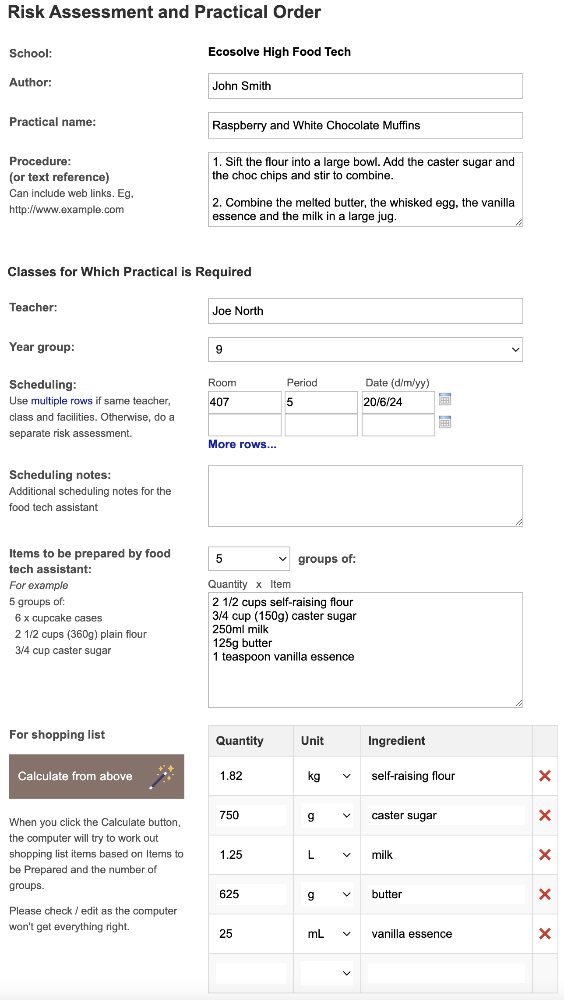 Risk Assessment and Practical Order
School:
Ecosolve High Food Tech
Author:
John Smith
Practical name:
Raspberry and White Chocolate Muffins
Procedure:
(or text reference)
Can include web links. Eg,
http://www.example.com
1. Sift the flour into a large bowl. Add the caster sugar and
the choc chips and stir to combine.
2. Combine the melted butter, the whisked egg, the vanilla
essence and the milk in a large jug.
Classes for Which Practical is Required
Teacher:
Joe North
Year group:
9
Scheduling:
Use multiple rows if same teacher,
class and facilities. Otherwise, do a
separate risk assessment.
Room Period Date (d/m/yy)
407 5 20/6/24
More rows...
Scheduling notes:
Additional scheduling notes for the
food tech assistant
Items to be prepared by food
tech assistant:
For example
5 groups of:
6 x cupcake cases
2 1/2 cups (360g) plain flour
3/4 cup caster sugar
5 groups of:
Quantity x Item
2 1/2 cups self-raising flour
3/4 cup (150g) caster sugar
250ml milk
125g butter
1 teaspoon vanilla essence
For shopping list
Calculate from above
When you click the Calculate button,
the computer will try to work out
shopping list items based on Items to
be Prepared and the number of
groups.
Please check / edit as the computer
won't get everything right.
Quantity Unit Ingredient
1.82 kg self-raising flour
750 g caster sugar
1.25 L milk
625 g butter
25 mL vanilla essence